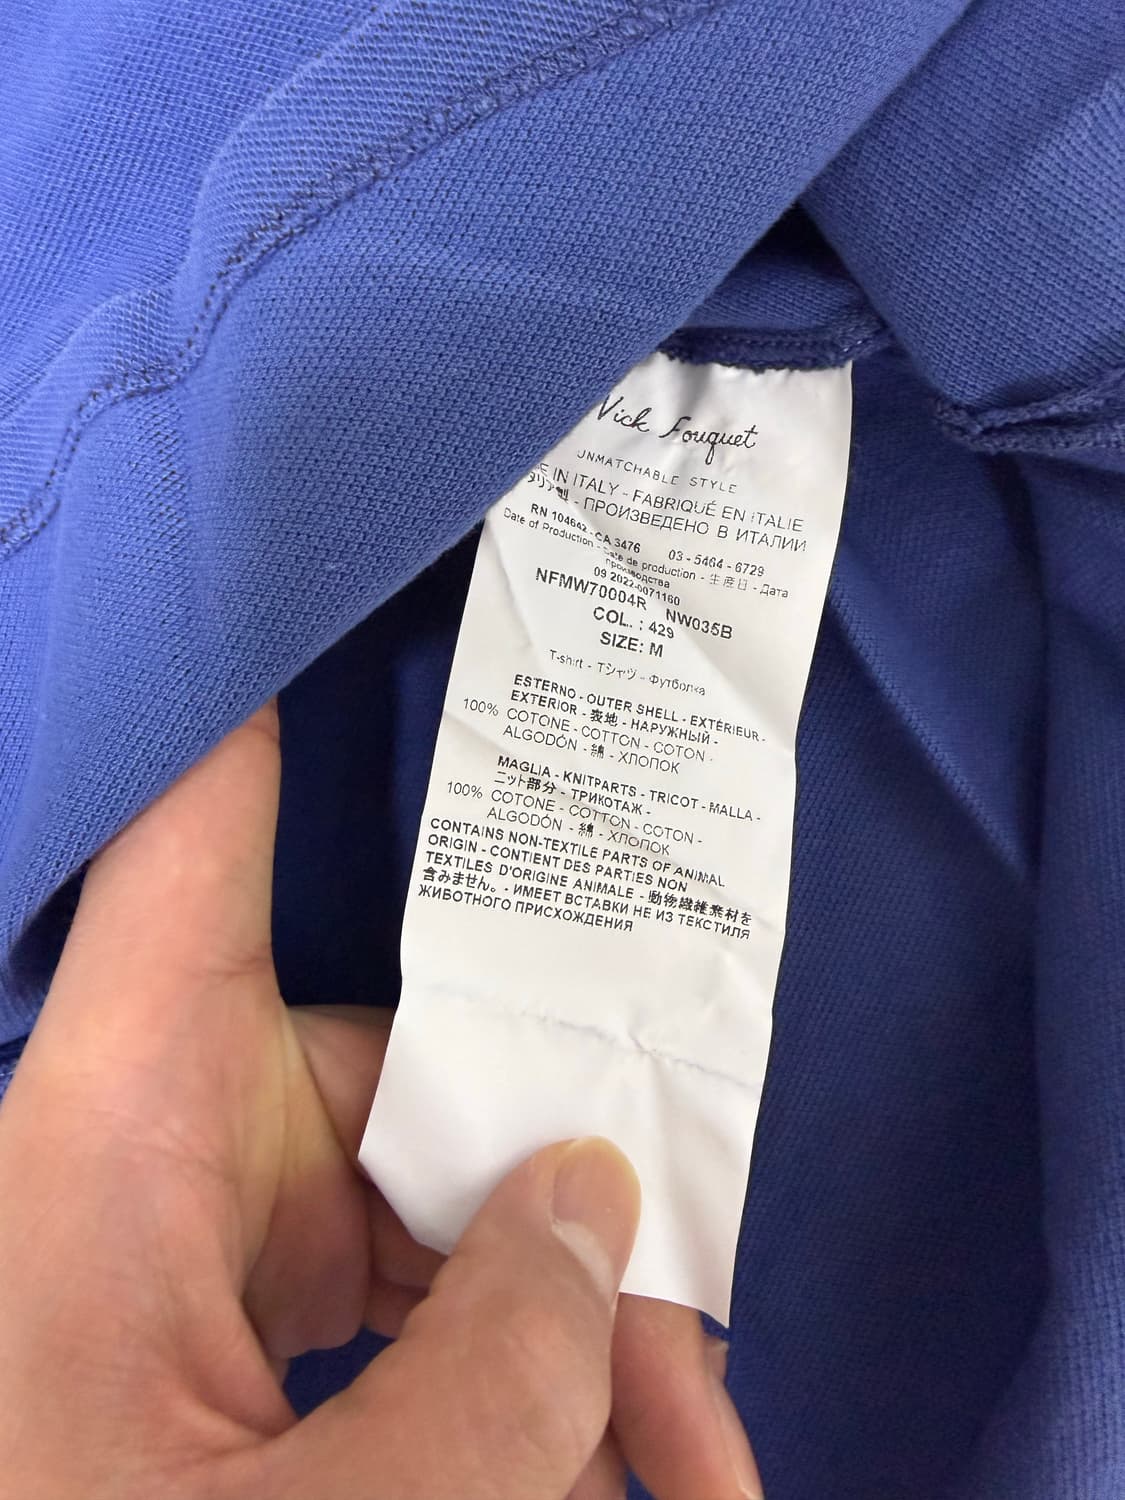 Nick Fouquet
UNMATCHABLE STYLE
E IN ITALY - FABRIQUÉ EN ITALIE
タリア製 - ПРОИЗВЕДЕНО В ИТАЛИИ
RN 104642 - CA 3476 03 - 5464 - 6729
Date of Production - Date de production - 生産日 - Дата
производства
09 2022-0071160
NFMW70004R NW035B
COL. : 429
SIZE: M
T-shirt - Tシャツ - Футболка
ESTERNO - OUTER SHELL - EXTÉRIEUR -
EXTERIOR - 表地 - НАРУЖНЫЙ -
100% COTONE - COTTON - COTON -
ALGODÓN - 綿 - ХЛОПОК
MAGLIA - KNITPARTS - TRICOT - MALLA -
ニット部分 - ТРИКОТАЖ -
100% COTONE - COTTON - COTON -
ALGODÓN - 綿 - ХЛОПОК
CONTAINS NON-TEXTILE PARTS OF ANIMAL
ORIGIN - CONTIENT DES PARTIES NON
TEXTILES D'ORIGINE ANIMALE - 動物繊維素材を
含みません。 - ИМЕЕТ ВСТАВКИ НЕ ИЗ ТЕКСТИЛЯ
ЖИВОТНОГО ПРИСХОЖДЕНИЯ